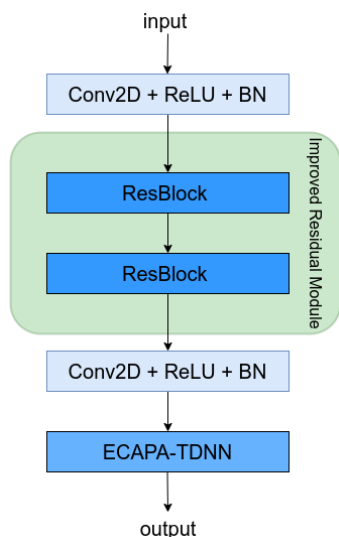 input
Conv2D + ReLU + BN
Improved Residual Module
ResBlock
ResBlock
Conv2D + ReLU + BN
ECAPA-TDNN
output